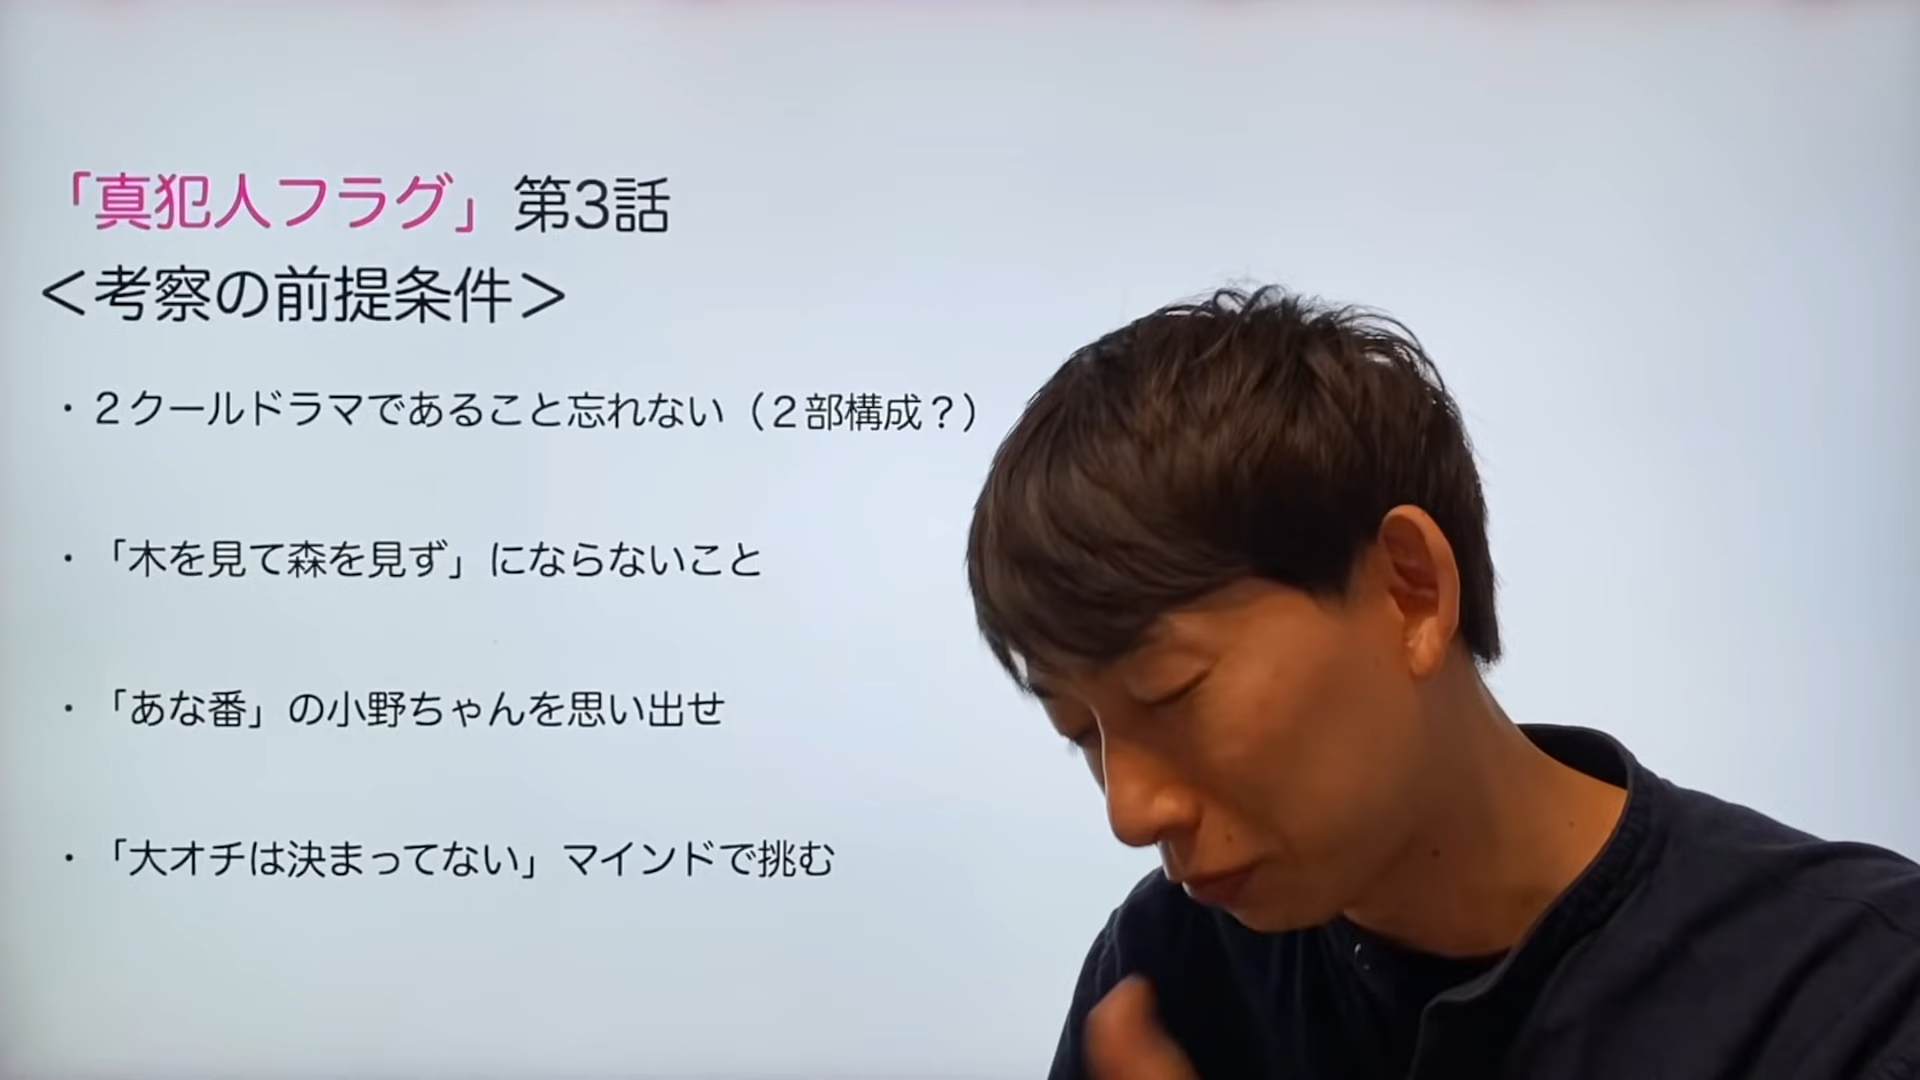 「真犯人フラグ」第3話
＜考察の前提条件＞
・２クールドラマであること忘れない（２部構成？）
・「木を見て森を見ず」にならないこと
・「あな番」の小野ちゃんを思い出せ
・「大オチは決まってない」マインドで挑む